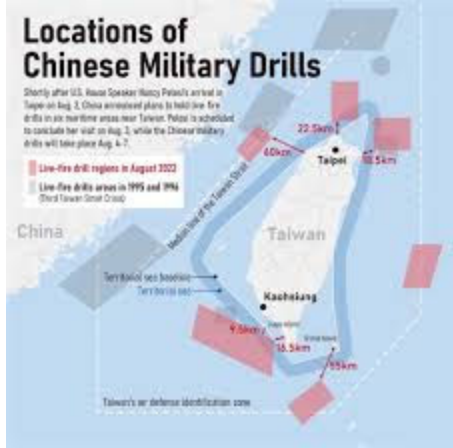 Locations of
Chinese Military Drills
Shortly after U.S. House Speaker Nancy Pelosi's arrival in
Taipei on Aug. 2, China announced plans to hold live-fire
drills in six maritime areas near Taiwan. Pelosi is scheduled
to conclude her visit on Aug. 3, while the Chinese military
drills will take place Aug. 4-7.
Live-fire drill regions in August 2022
Live-fire drills areas in 1995 and 1996
(Third Taiwan Strait Crisis)
22.5km
60km
Taipei
18.5km
Median line of the Taiwan Strait
China
Taiwan
Territorial sea baseline
Territorial sea
Kaohsiung
9.5km
16.5km
55km
Taiwan's air defense identification zone